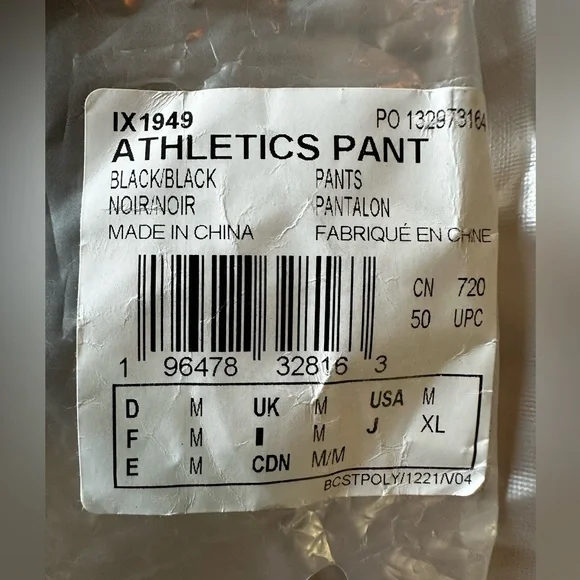 IX1949 PO 132973164
ATHLETICS PANT
BLACK/BLACK PANTS
NOIR/NOIR PANTALON
MADE IN CHINA FABRIQUÉ EN CHINE
CN 720
50 UPC
1 96478 32816 3
D M UK M USA M
F M I M J XL
E M CDN M/M
BCSTPOLY/1221/V04